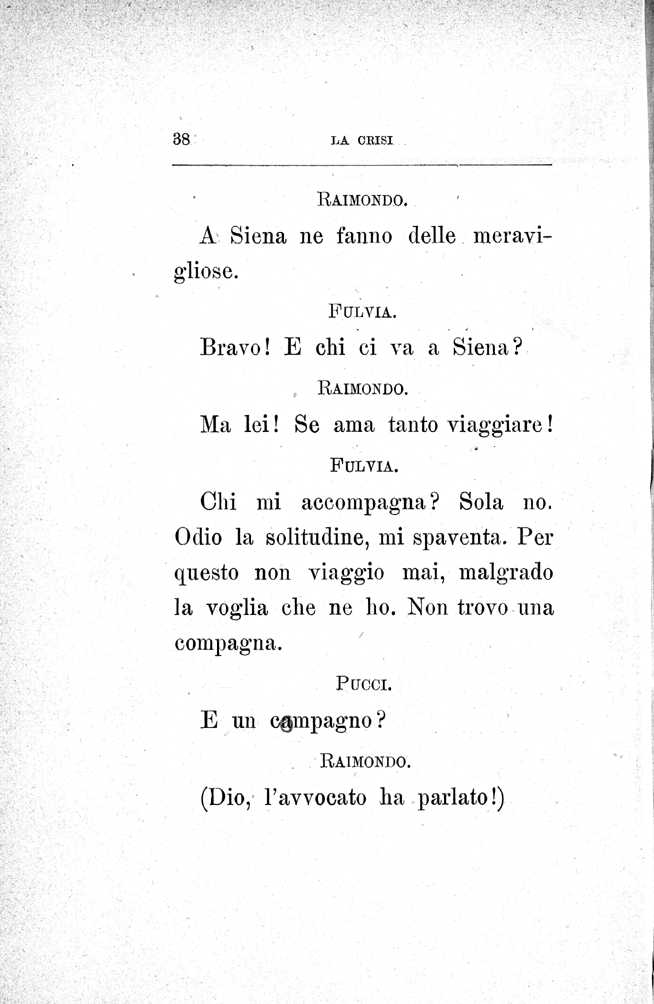 38 LA CRISI
RAIMONDO.
A Siena ne fanno delle meravi-
gliose.
FULVIA.
Bravo! E chi ci va a Siena?
RAIMONDO.
Ma lei! Se ama tanto viaggiare!
FULVIA.
Chi mi accompagna? Sola no.
Odio la solitudine, mi spaventa. Per
questo non viaggio mai, malgrado
la voglia che ne ho. Non trovo una
compagna.
PUCCI.
E un compagno?
RAIMONDO.
(Dio, l'avvocato ha parlato!)